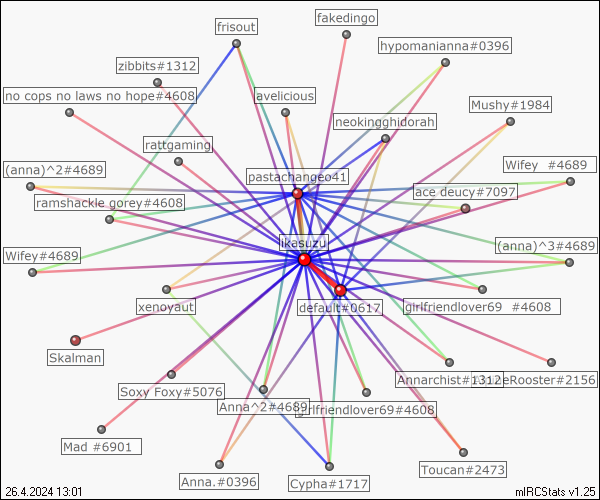 fakedingo
frisout
hypomanianna#0396
zibbits#1312
no cops no laws no hope#4608
lavelicious
Mushy#1984
neokingghidorah
rattgaming
(anna)^2#4689
Wifey #4689
pastachangeo41
ace deucy#7097
ramshackle gorey#4608
ikasuzu
(anna)^3#4689
Wifey#4689
xenoyaut
default#0617
girlfriendlover69 #4608
Skalman
Annarchist#1312
Rooster#2156
Soxy Foxy#5076
Anna^2#4689
girlfriendlover69#4608
Mad #6901
Toucan#2473
Anna.#0396
Cypha#1717
26.4.2024 13:01
mIRCStats v1.25